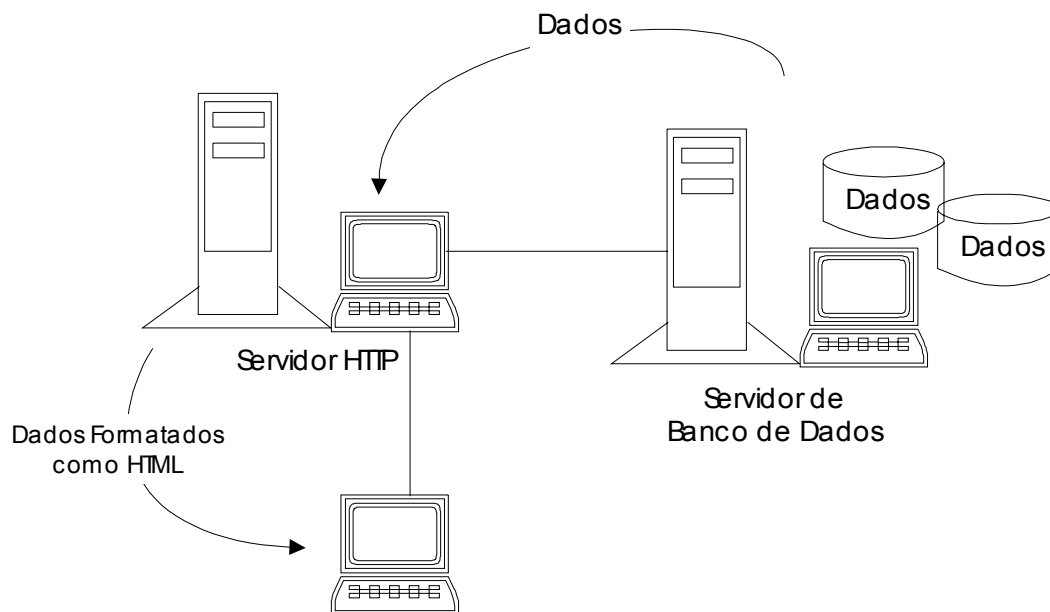 Dados
Dados
Dados
Servidor HTTP
Servidor de
Banco de Dados
Dados Formatados
como HTML